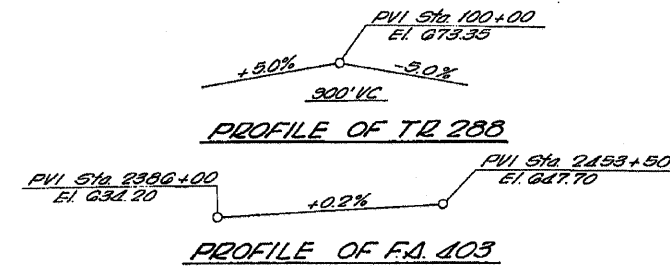 PVI Sta. 100+00
El. 673.35
+5.0%
-5.0%
900' VC
PROFILE OF TR 288
PVI Sta. 2386+00
El. 634.20
PVI Sta. 2453+50
El. 647.70
+0.2%
PROFILE OF F.A. 403